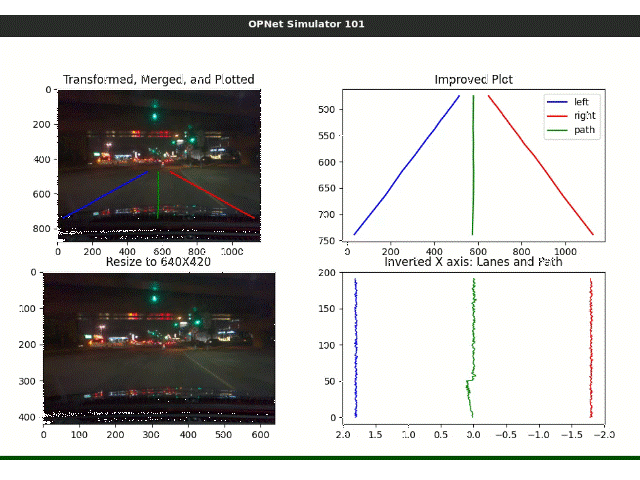 OPNet Simulator 101
Transformed, Merged, and Plotted
0
200
400
600
800
0 200 400 600 800 1000
Improved Plot
left
right
path
500
550
600
650
700
750
0 200 400 600 800 1000
Resize to 640X420
0
100
200
300
400
0 100 200 300 400 500 600
Inverted X axis: Lanes and Path
200
150
100
50
0
2.0 1.5 1.0 0.5 0.0 −0.5 −1.0 −1.5 −2.0